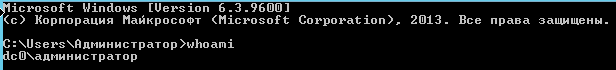 Microsoft Windows [Version 6.3.9600]
(c) Корпорация Майкрософт (Microsoft Corporation), 2013. Все права защищены.
C:\Users\Администратор>whoami
dc0\администратор